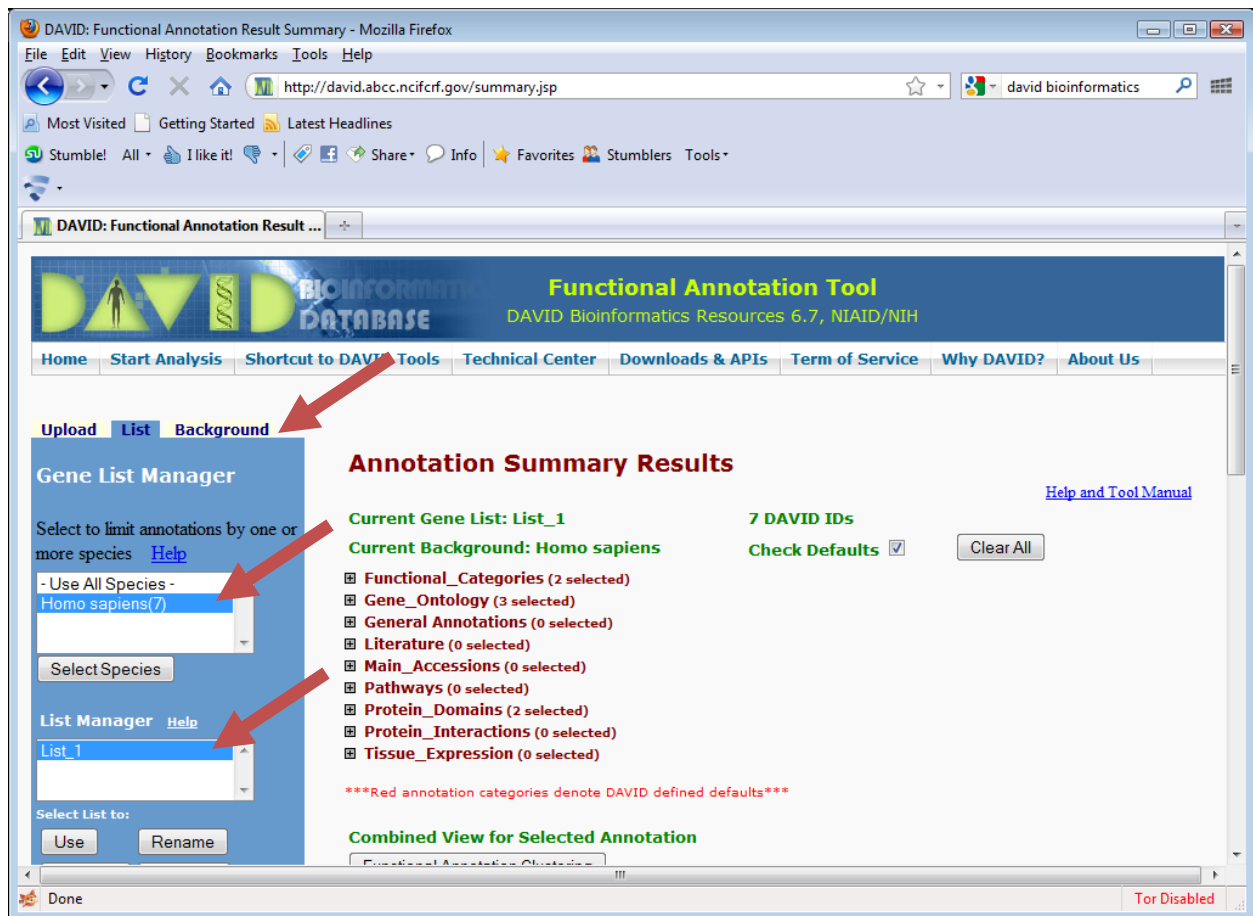 DAVID: Functional Annotation Result Summary - Mozilla Firefox
File Edit View History Bookmarks Tools Help
http://david.abcc.ncifcrf.gov/summary.jsp
david bioinformatics
Most Visited Getting Started Latest Headlines
Stumble! All I like it! Share Info Favorites Stumblers Tools
DAVID: Functional Annotation Result ...
DAVID BIOINFORMATIC DATABASE
Functional Annotation Tool
DAVID Bioinformatics Resources 6.7, NIAID/NIH
Home Start Analysis Shortcut to DAVID Tools Technical Center Downloads & APIs Term of Service Why DAVID? About Us
Upload List Background
Gene List Manager
Select to limit annotations by one or
more species Help
- Use All Species -
Homo sapiens(7)
Select Species
List Manager Help
List_1
Select List to:
Use Rename
Annotation Summary Results
Help and Tool Manual
Current Gene List: List_1 7 DAVID IDs
Current Background: Homo sapiens Check Defaults Clear All
Functional_Categories (2 selected)
Gene_Ontology (3 selected)
General Annotations (0 selected)
Literature (0 selected)
Main_Accessions (0 selected)
Pathways (0 selected)
Protein_Domains (2 selected)
Protein_Interactions (0 selected)
Tissue_Expression (0 selected)
***Red annotation categories denote DAVID defined defaults***
Combined View for Selected Annotation
Functional Annotation Clustering
Done
Tor Disabled